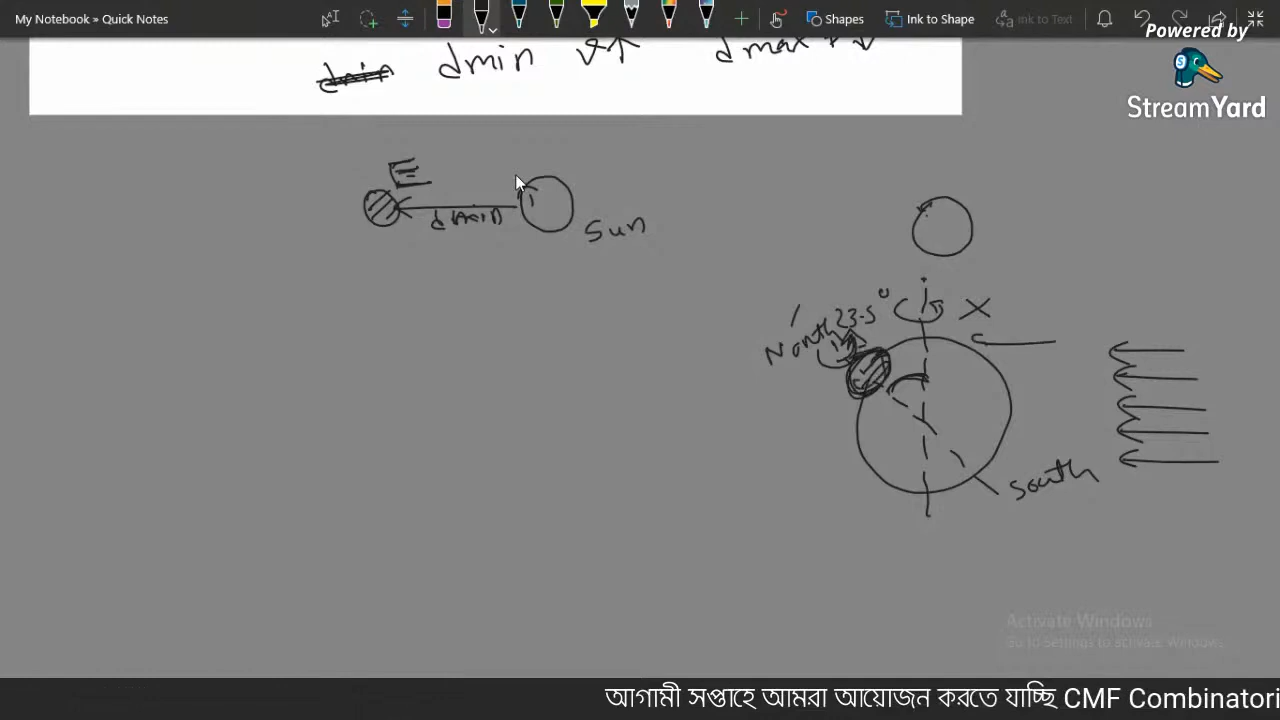 My Notebook » Quick Notes
Shapes
Ink to Shape
Ink to Text
Powered by
StreamYard
dmin dmin v↑ dmax
E
dmin
Sun
23.5°
X
North
South
Activate Windows
Go to Settings to activate Windows.
আগামী সপ্তাহে আমরা আয়োজন করতে যাচ্ছি CMF Combinatori